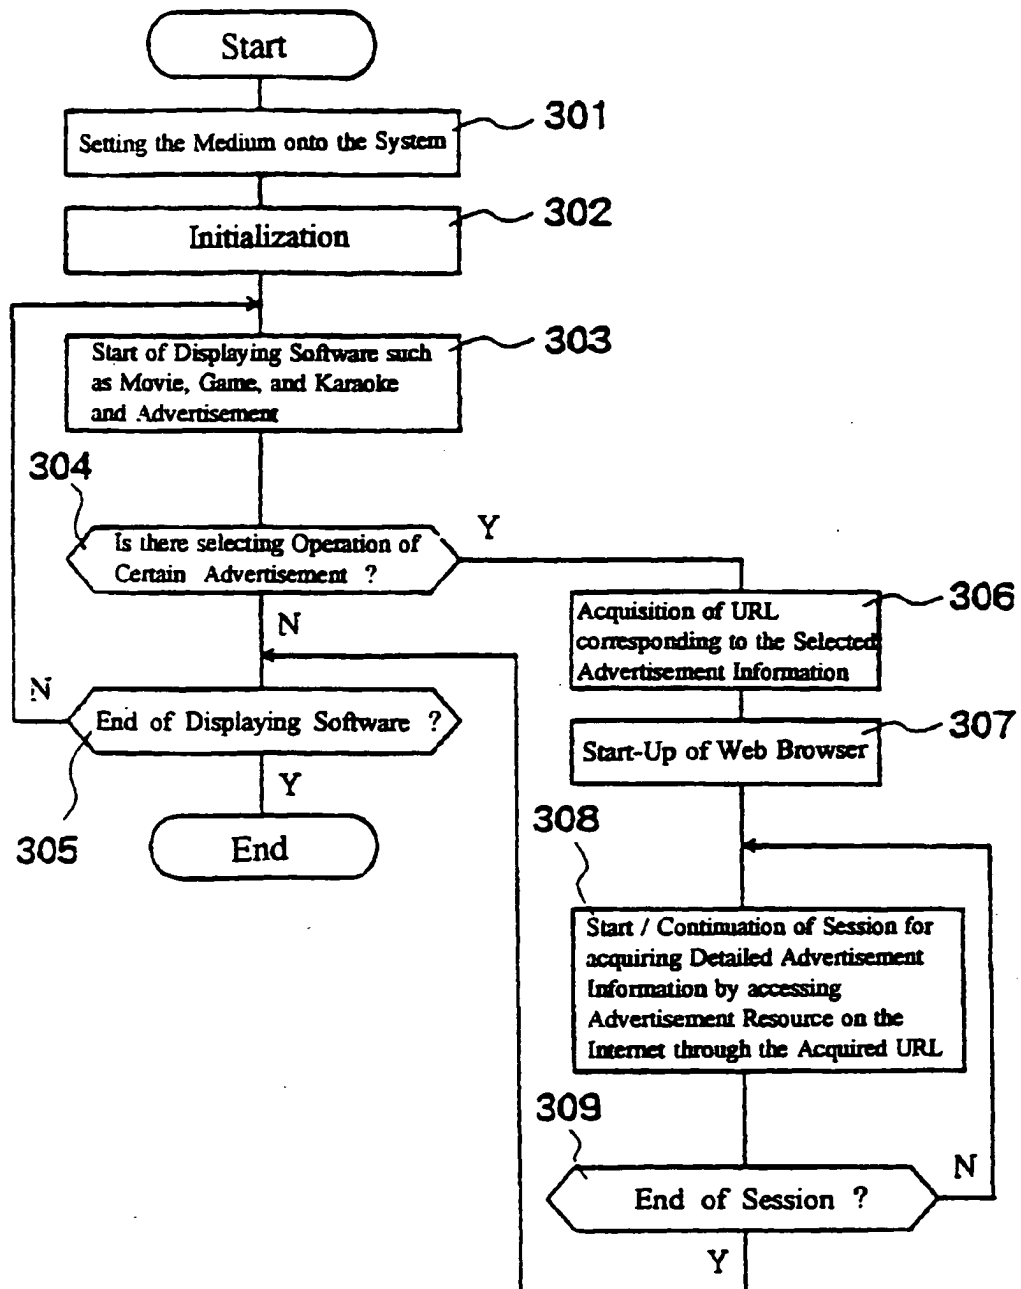 Start
301
Setting the Medium onto the System
302
Initialization
303
Start of Displaying Software such
as Movie, Game, and Karaoke
and Advertisement
304
Is there selecting Operation of
Certain Advertisement ?
Y
N
306
Acquisition of URL
corresponding to the Selected
Advertisement Information
N
End of Displaying Software ?
307
Start-Up of Web Browser
Y
305
End
308
Start / Continuation of Session for
acquiring Detailed Advertisement
Information by accessing
Advertisement Resource on the
Internet through the Acquired URL
309
N
End of Session ?
Y